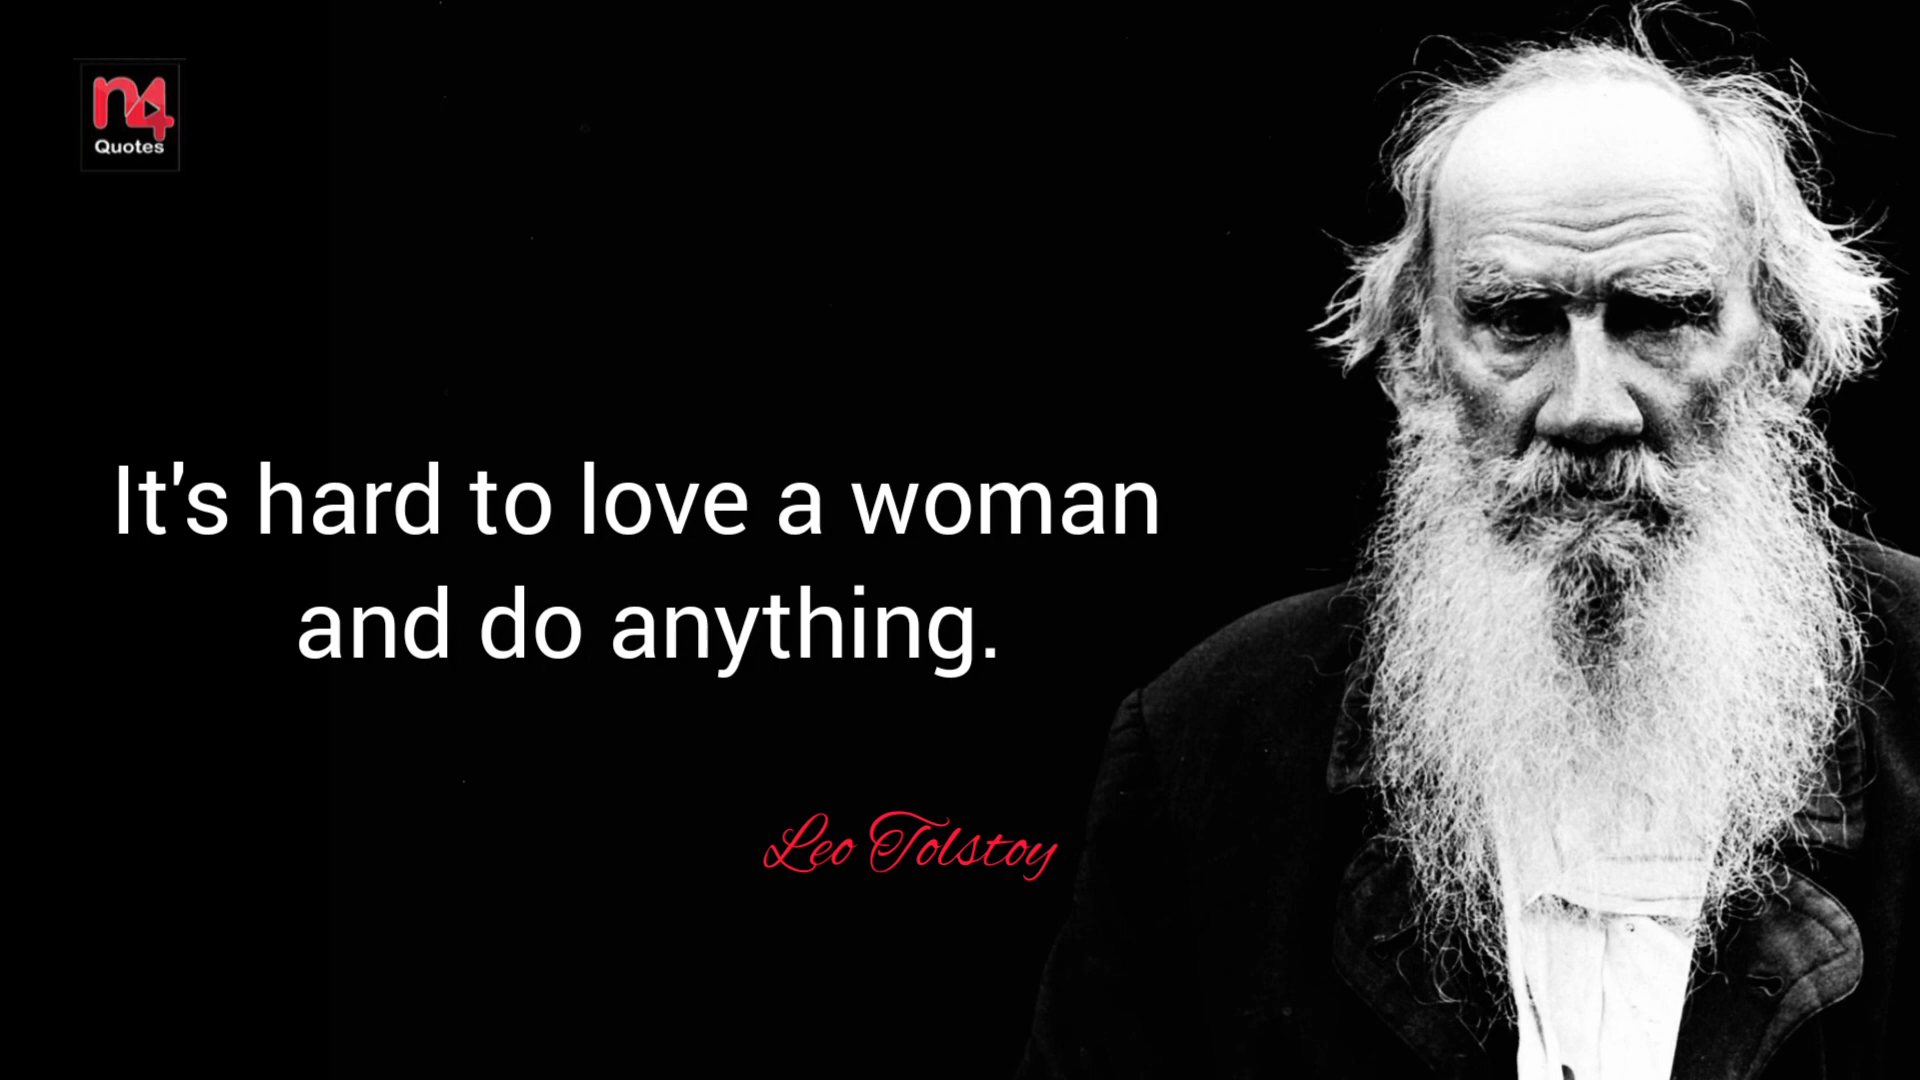 n4
Quotes
It's hard to love a woman
and do anything.
Leo Tolstoy